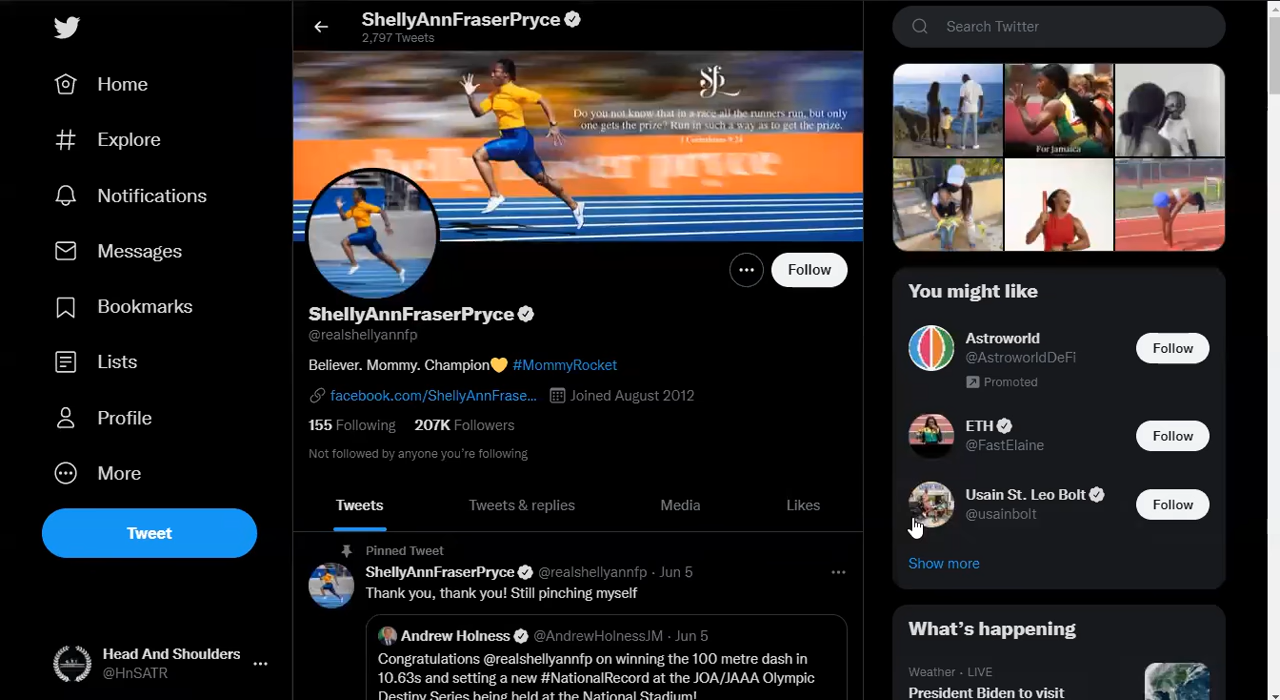 ShellyAnnFraserPryce
2,797 Tweets
Search Twitter
Home
Explore
Notifications
Messages
Bookmarks
Lists
Profile
More
Tweet
Head And Shoulders
@HnSATR
Sfp
Do you not know that in a race all the runners run, but only
one gets the prize? Run in such a way as to get the prize.
1 Corinthians 9:24
Follow
ShellyAnnFraserPryce
@realshellyannfp
Believer. Mommy. Champion💛 #MommyRocket
facebook.com/ShellyAnnFrase... Joined August 2012
155 Following 207K Followers
Not followed by anyone you’re following
Tweets Tweets & replies Media Likes
Pinned Tweet
ShellyAnnFraserPryce @realshellyannfp · Jun 5
Thank you, thank you! Still pinching myself
Andrew Holness @AndrewHolnessJM · Jun 5
Congratulations @realshellyannfp on winning the 100 metre dash in
10.63s and setting a new #NationalRecord at the JOA/JAAA Olympic
Destiny Series being held at the National Stadium!
For Jamaica
You might like
Astroworld
@AstroworldDeFi
Promoted
Follow
ETH
@FastElaine
Follow
Usain St. Leo Bolt
@usainbolt
Follow
Show more
What’s happening
Weather · LIVE
President Biden to visit